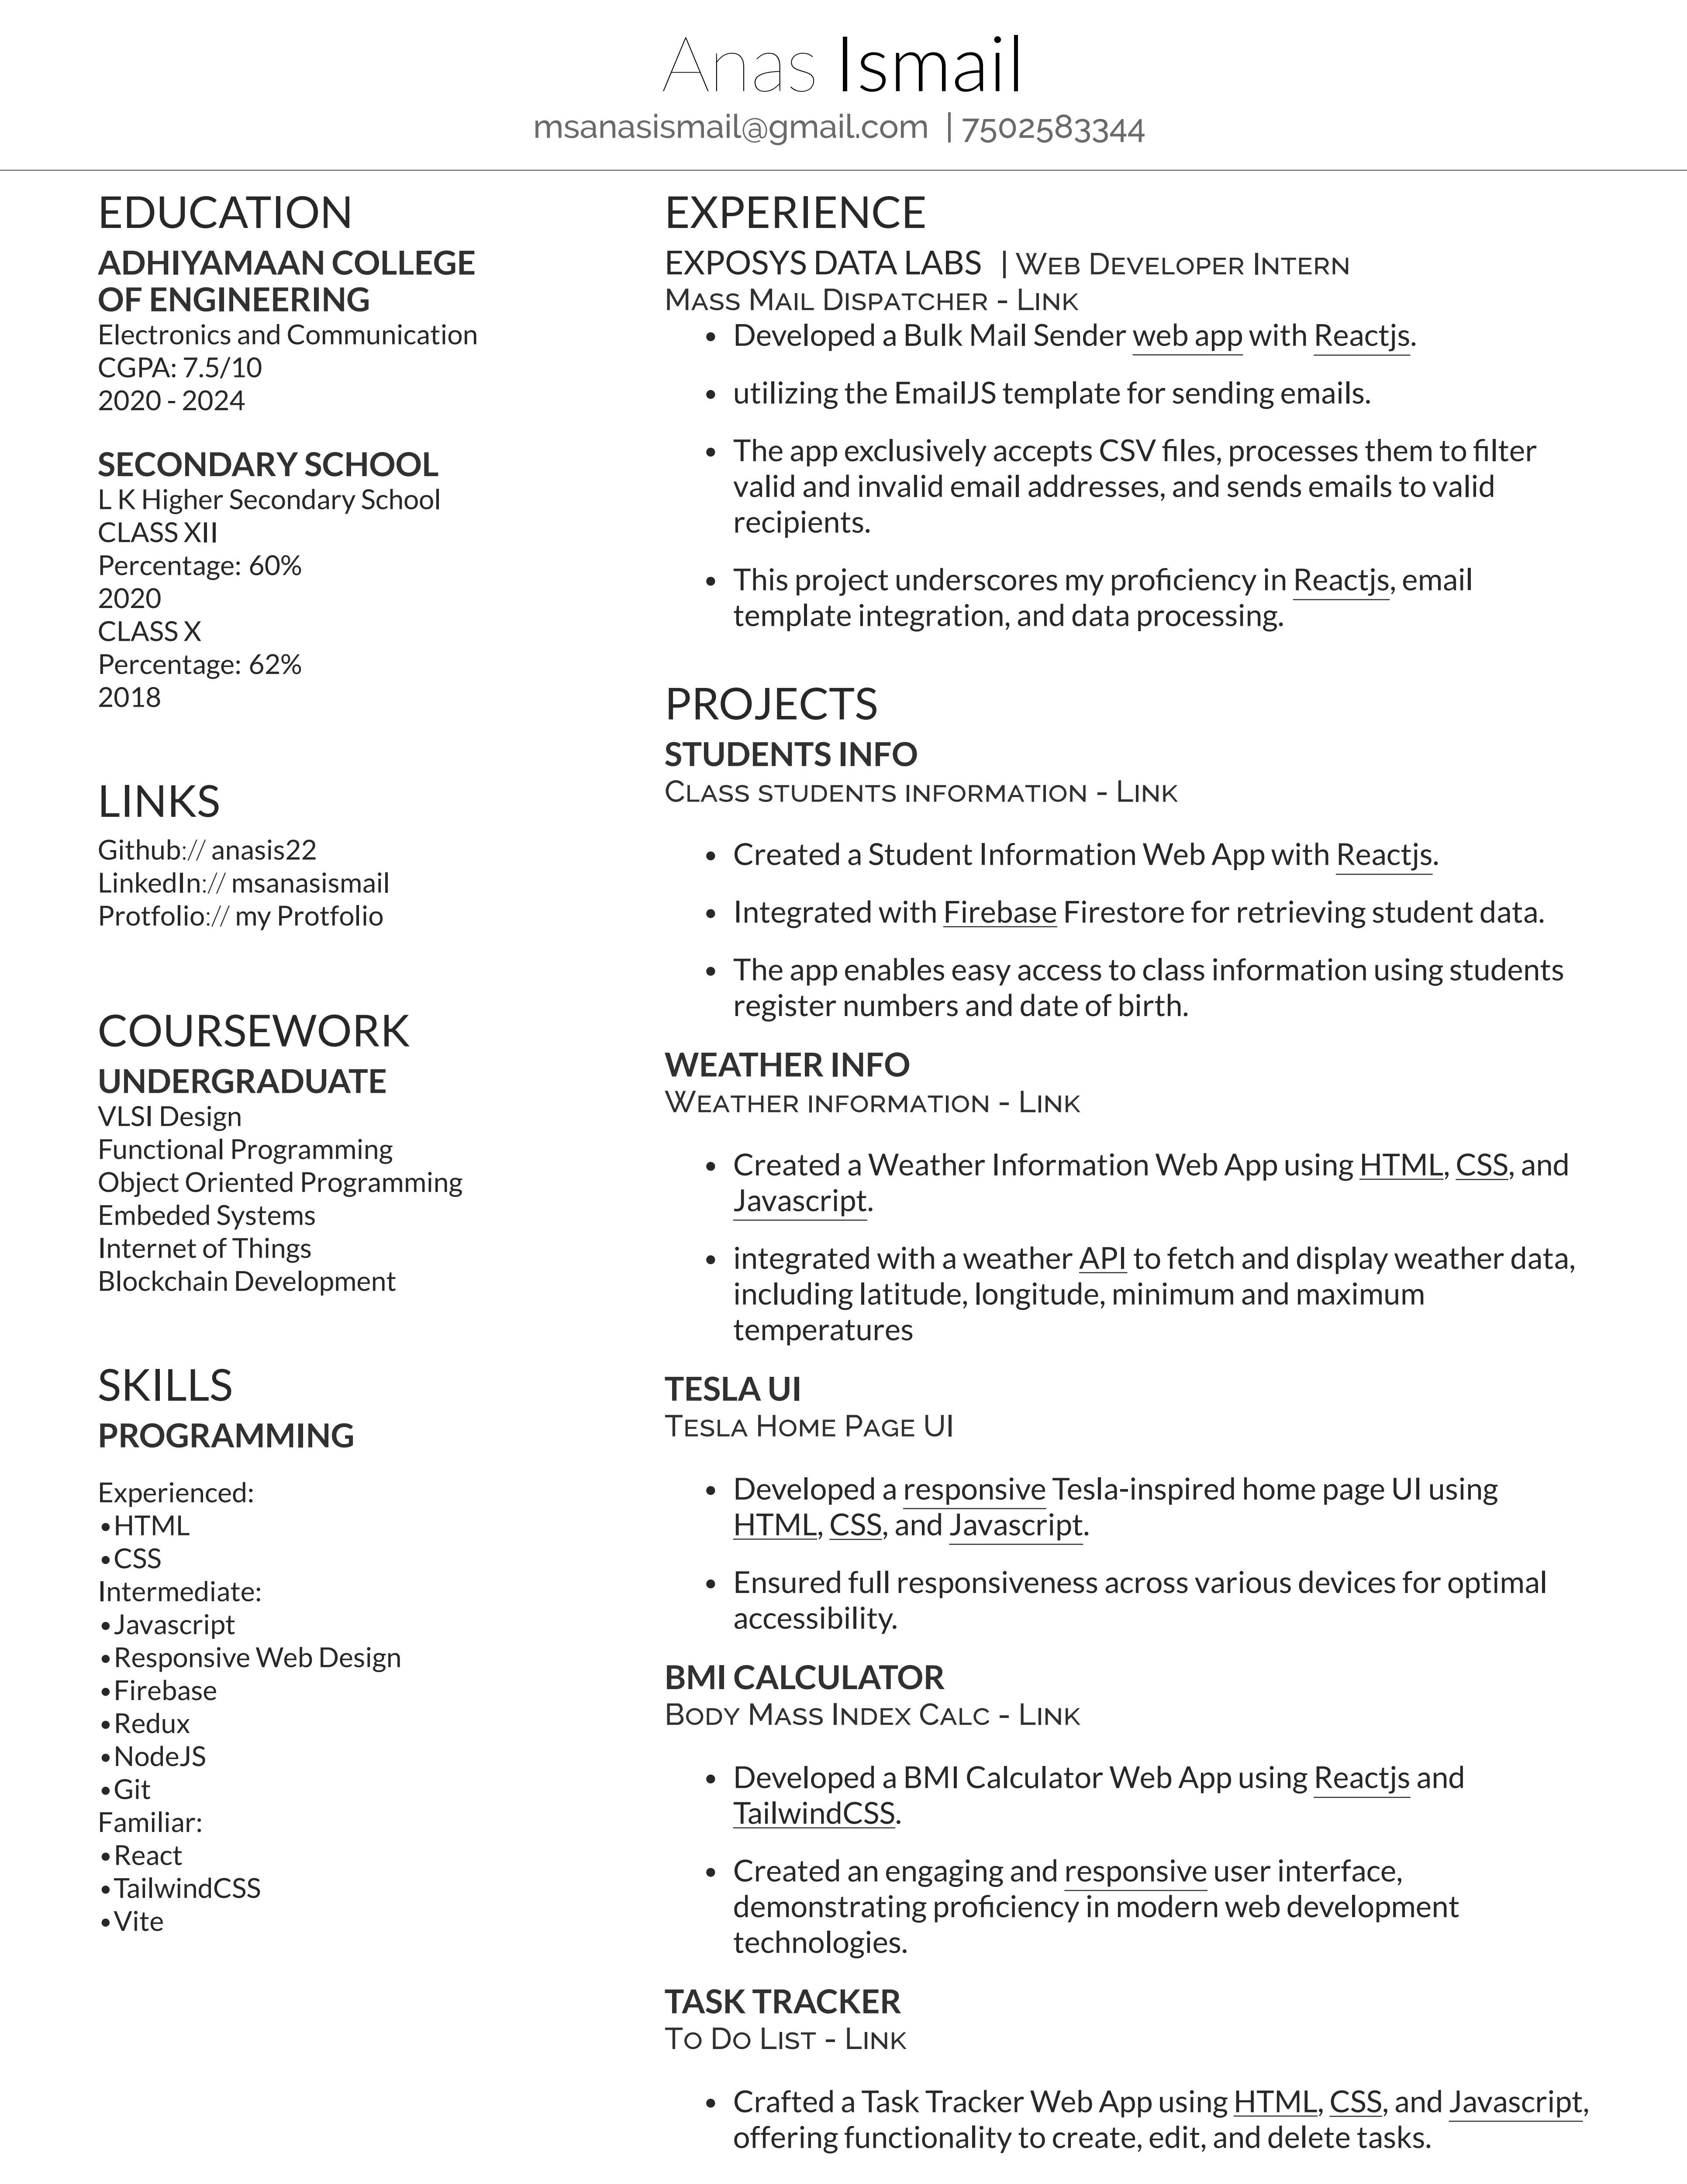 Anas Ismail
msanasismail@gmail.com | 7502583344
EDUCATION
ADHIYAMAAN COLLEGE
OF ENGINEERING
Electronics and Communication
CGPA: 7.5/10
2020 - 2024
SECONDARY SCHOOL
L K Higher Secondary School
CLASS XII
Percentage: 60%
2020
CLASS X
Percentage: 62%
2018
LINKS
Github:// anasis22
LinkedIn:// msanasismail
Protfolio:// my Protfolio
COURSEWORK
UNDERGRADUATE
VLSI Design
Functional Programming
Object Oriented Programming
Embeded Systems
Internet of Things
Blockchain Development
SKILLS
PROGRAMMING
Experienced:
•HTML
•CSS
Intermediate:
•Javascript
•Responsive Web Design
•Firebase
•Redux
•NodeJS
•Git
Familiar:
•React
•TailwindCSS
•Vite
EXPERIENCE
EXPOSYS DATA LABS | Web Developer Intern
Mass Mail Dispatcher - Link
• Developed a Bulk Mail Sender web app with Reactjs.
• utilizing the EmailJS template for sending emails.
• The app exclusively accepts CSV files, processes them to filter
valid and invalid email addresses, and sends emails to valid
recipients.
• This project underscores my proficiency in Reactjs, email
template integration, and data processing.
PROJECTS
STUDENTS INFO
Class students information - Link
• Created a Student Information Web App with Reactjs.
• Integrated with Firebase Firestore for retrieving student data.
• The app enables easy access to class information using students
register numbers and date of birth.
WEATHER INFO
Weather information - Link
• Created a Weather Information Web App using HTML, CSS, and
Javascript.
• integrated with a weather API to fetch and display weather data,
including latitude, longitude, minimum and maximum
temperatures
TESLA UI
Tesla Home Page UI
• Developed a responsive Tesla-inspired home page UI using
HTML, CSS, and Javascript.
• Ensured full responsiveness across various devices for optimal
accessibility.
BMI CALCULATOR
Body Mass Index Calc - Link
• Developed a BMI Calculator Web App using Reactjs and
TailwindCSS.
• Created an engaging and responsive user interface,
demonstrating proficiency in modern web development
technologies.
TASK TRACKER
To Do List - Link
• Crafted a Task Tracker Web App using HTML, CSS, and Javascript,
offering functionality to create, edit, and delete tasks.